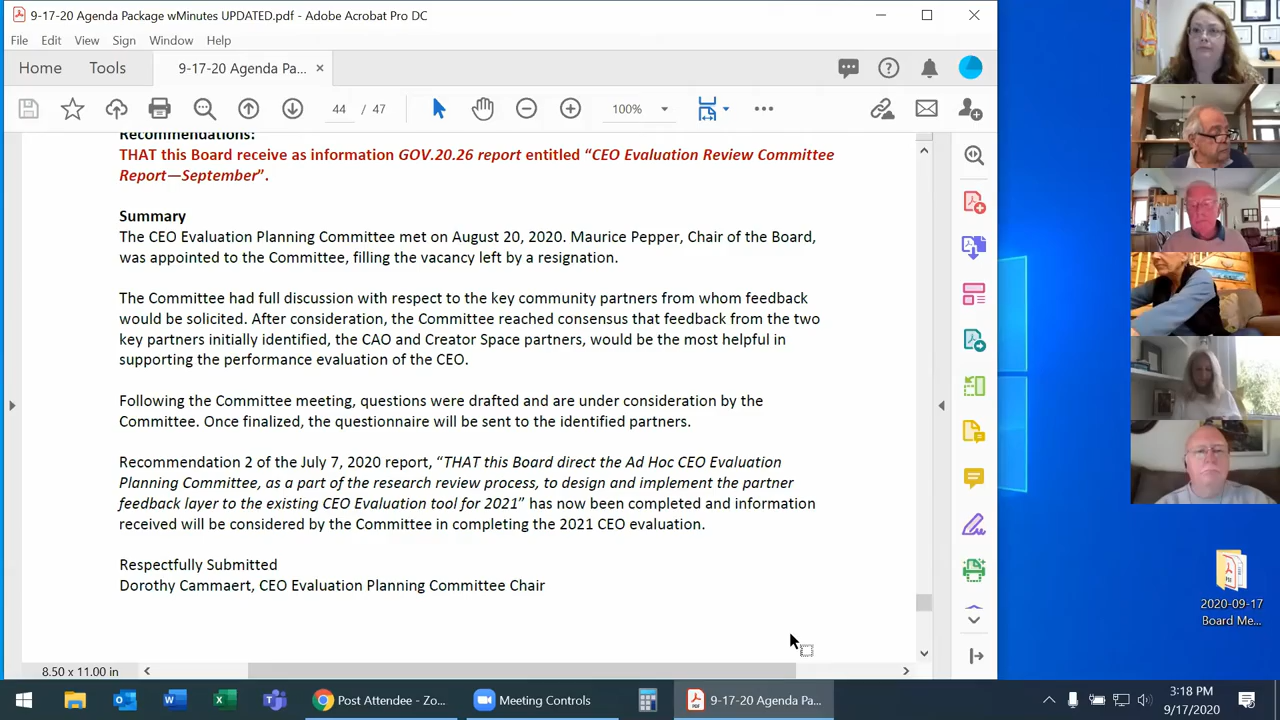 9-17-20 Agenda Package wMinutes UPDATED.pdf - Adobe Acrobat Pro DC
File Edit View Sign Window Help
Home Tools 9-17-20 Agenda Pa... ×
44 / 47 100%
Recommendations:
THAT this Board receive as information GOV.20.26 report entitled “CEO Evaluation Review Committee
Report—September”.
Summary
The CEO Evaluation Planning Committee met on August 20, 2020. Maurice Pepper, Chair of the Board,
was appointed to the Committee, filling the vacancy left by a resignation.
The Committee had full discussion with respect to the key community partners from whom feedback
would be solicited. After consideration, the Committee reached consensus that feedback from the two
key partners initially identified, the CAO and Creator Space partners, would be the most helpful in
supporting the performance evaluation of the CEO.
Following the Committee meeting, questions were drafted and are under consideration by the
Committee. Once finalized, the questionnaire will be sent to the identified partners.
Recommendation 2 of the July 7, 2020 report, “THAT this Board direct the Ad Hoc CEO Evaluation
Planning Committee, as a part of the research review process, to design and implement the partner
feedback layer to the existing CEO Evaluation tool for 2021” has now been completed and information
received will be considered by the Committee in completing the 2021 CEO evaluation.
Respectfully Submitted
Dorothy Cammaert, CEO Evaluation Planning Committee Chair
8.50 x 11.00 in
2020-09-17
Board Me...
Post Attendee - Zo...
Meeting Controls
9-17-20 Agenda Pa...
3:18 PM
9/17/2020